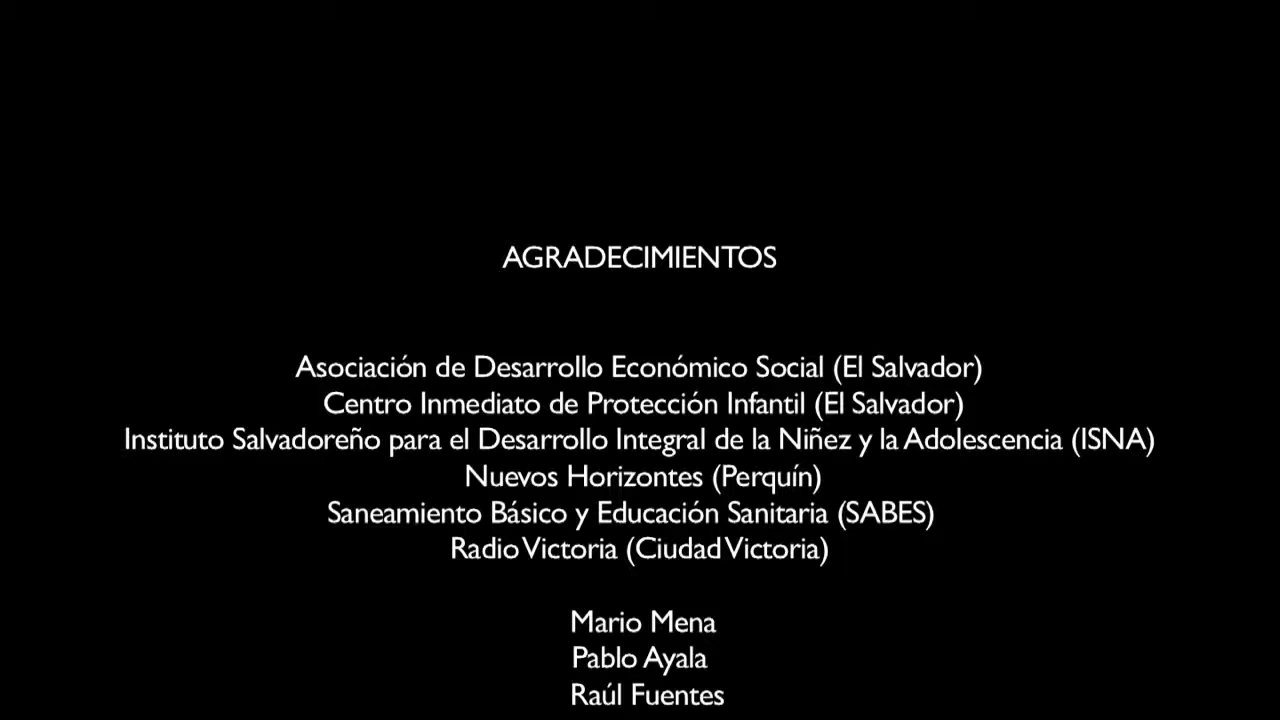 AGRADECIMIENTOS
Asociación de Desarrollo Económico Social (El Salvador)
Centro Inmediato de Protección Infantil (El Salvador)
Instituto Salvadoreño para el Desarrollo Integral de la Niñez y la Adolescencia (ISNA)
Nuevos Horizontes (Perquín)
Saneamiento Básico y Educación Sanitaria (SABES)
Radio Victoria (Ciudad Victoria)
Mario Mena
Pablo Ayala
Raúl Fuentes